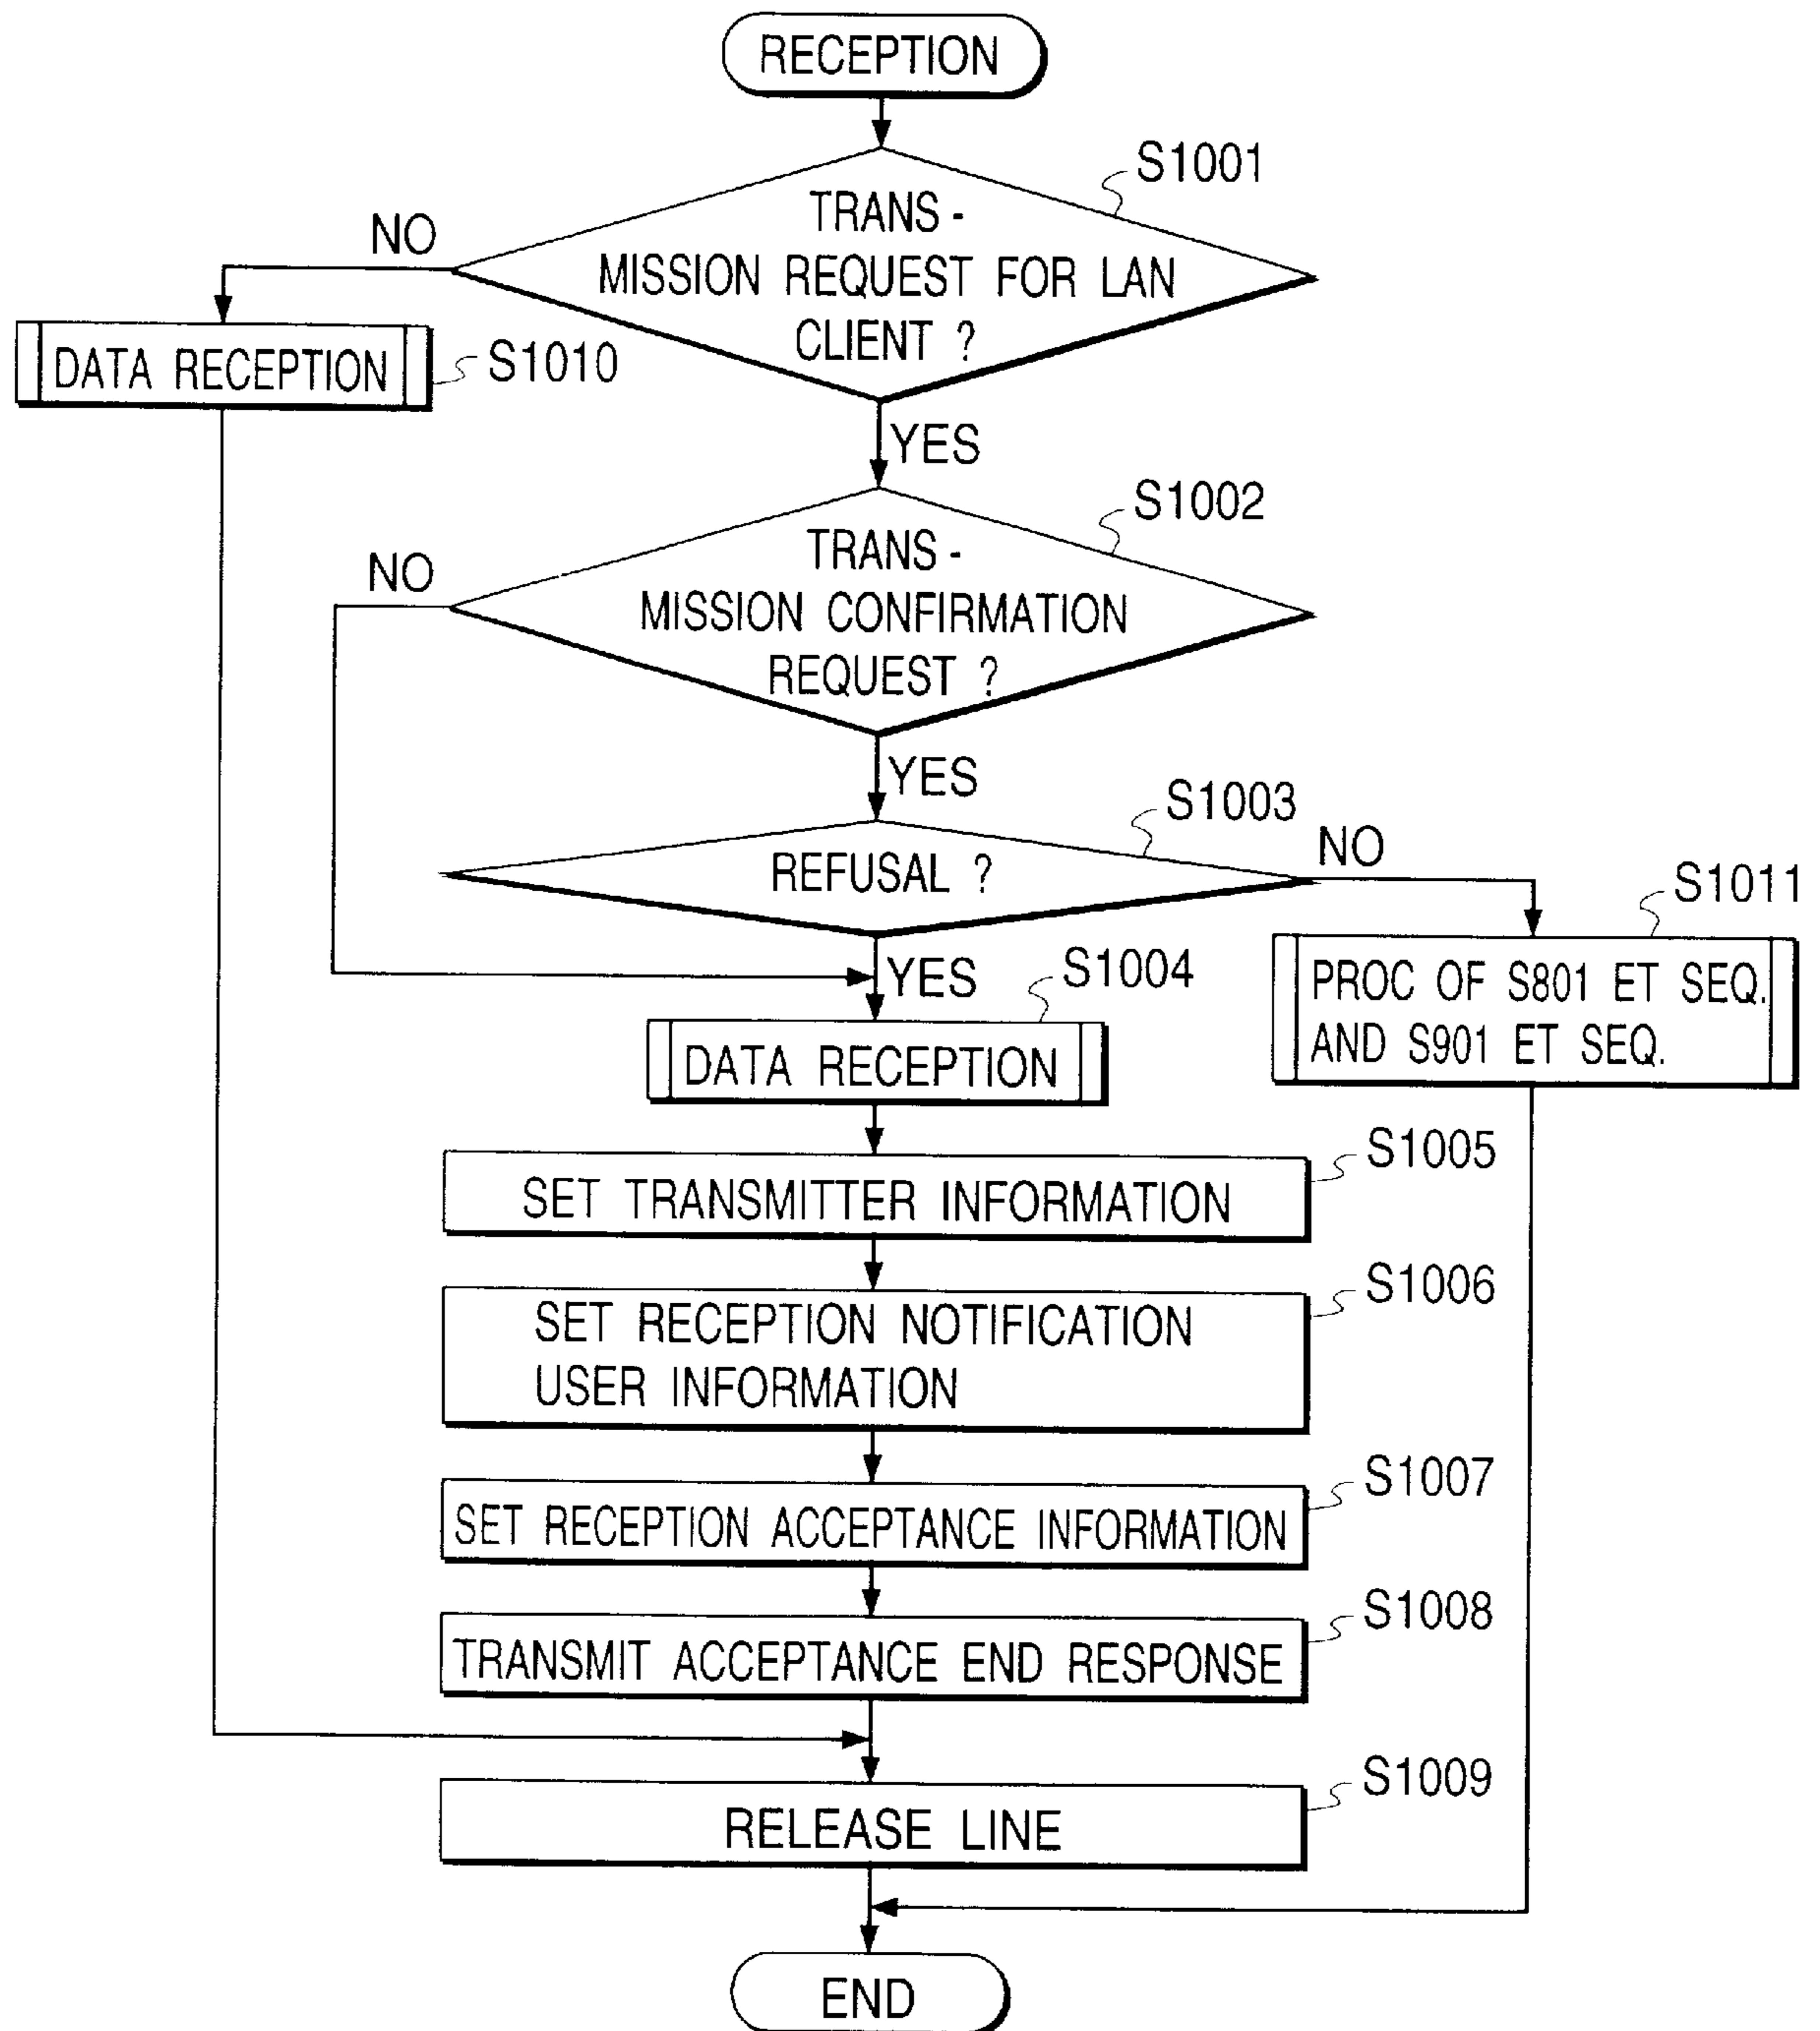 RECEPTION
S1001
TRANS -
MISSION REQUEST FOR LAN
CLIENT ?
NO
DATA RECEPTION
S1010
YES
S1002
TRANS -
MISSION CONFIRMATION
REQUEST ?
NO
YES
S1003
REFUSAL ?
NO
S1011
PROC OF S801 ET SEQ.
AND S901 ET SEQ.
YES
S1004
DATA RECEPTION
S1005
SET TRANSMITTER INFORMATION
S1006
SET RECEPTION NOTIFICATION
USER INFORMATION
S1007
SET RECEPTION ACCEPTANCE INFORMATION
S1008
TRANSMIT ACCEPTANCE END RESPONSE
S1009
RELEASE LINE
END